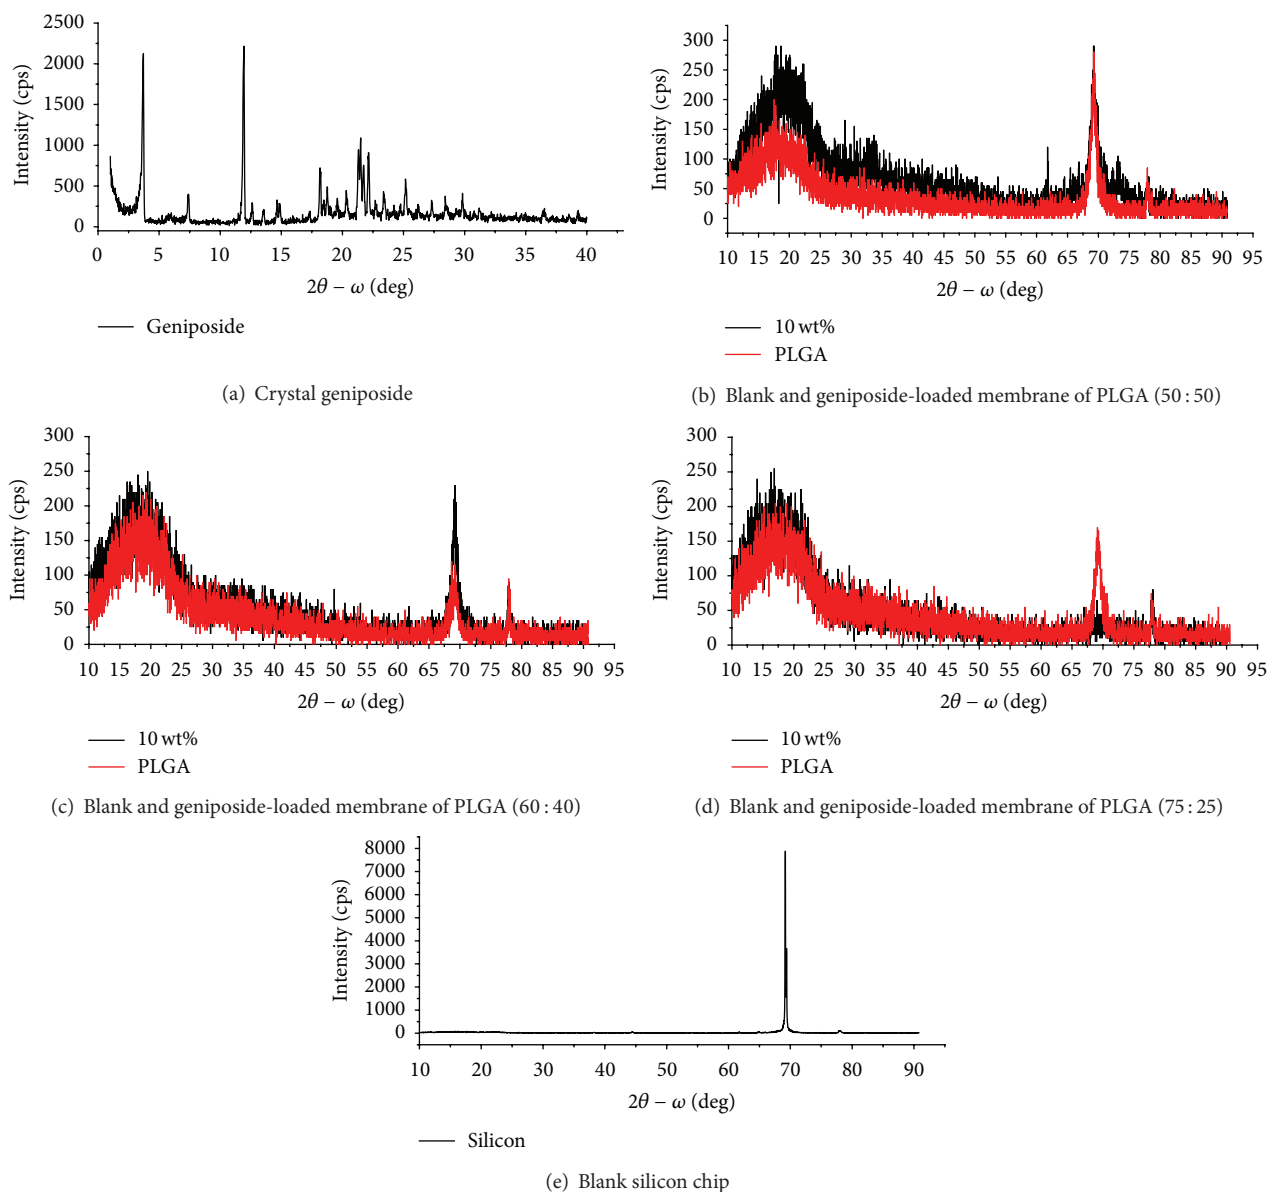 2500
2000
1500
1000
500
0
Intensity (cps)
0 5 10 15 20 25 30 35 40
2θ − ω (deg)
Geniposide
(a) Crystal geniposide
300
250
200
150
100
50
0
Intensity (cps)
10 15 20 25 30 35 40 45 50 55 60 65 70 75 80 85 90 95
2θ − ω (deg)
10 wt%
PLGA
(b) Blank and geniposide-loaded membrane of PLGA (50 : 50)
300
250
200
150
100
50
0
Intensity (cps)
10 15 20 25 30 35 40 45 50 55 60 65 70 75 80 85 90 95
2θ − ω (deg)
10 wt%
PLGA
(c) Blank and geniposide-loaded membrane of PLGA (60 : 40)
300
250
200
150
100
50
0
Intensity (cps)
10 15 20 25 30 35 40 45 50 55 60 65 70 75 80 85 90 95
2θ − ω (deg)
10 wt%
PLGA
(d) Blank and geniposide-loaded membrane of PLGA (75 : 25)
8000
7000
6000
5000
4000
3000
2000
1000
0
Intensity (cps)
10 20 30 40 50 60 70 80 90
2θ − ω (deg)
Silicon
(e) Blank silicon chip